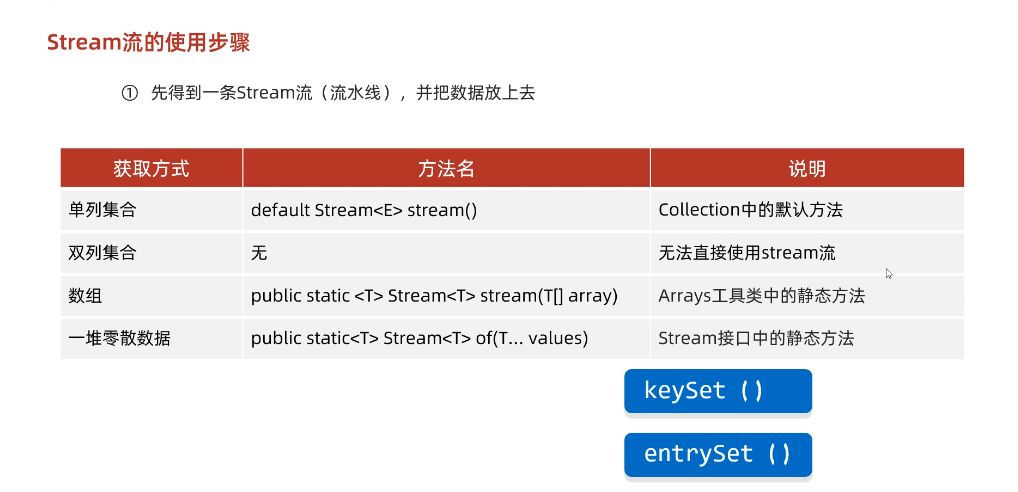 Stream流的使用步骤
① 先得到一条Stream流（流水线），并把数据放上去
获取方式 方法名 说明
单列集合 default Stream<E> stream() Collection中的默认方法
双列集合 无 无法直接使用stream流
数组 public static <T> Stream<T> stream(T[] array) Arrays工具类中的静态方法
一堆零散数据 public static<T> Stream<T> of(T... values) Stream接口中的静态方法
keySet ()
entrySet ()